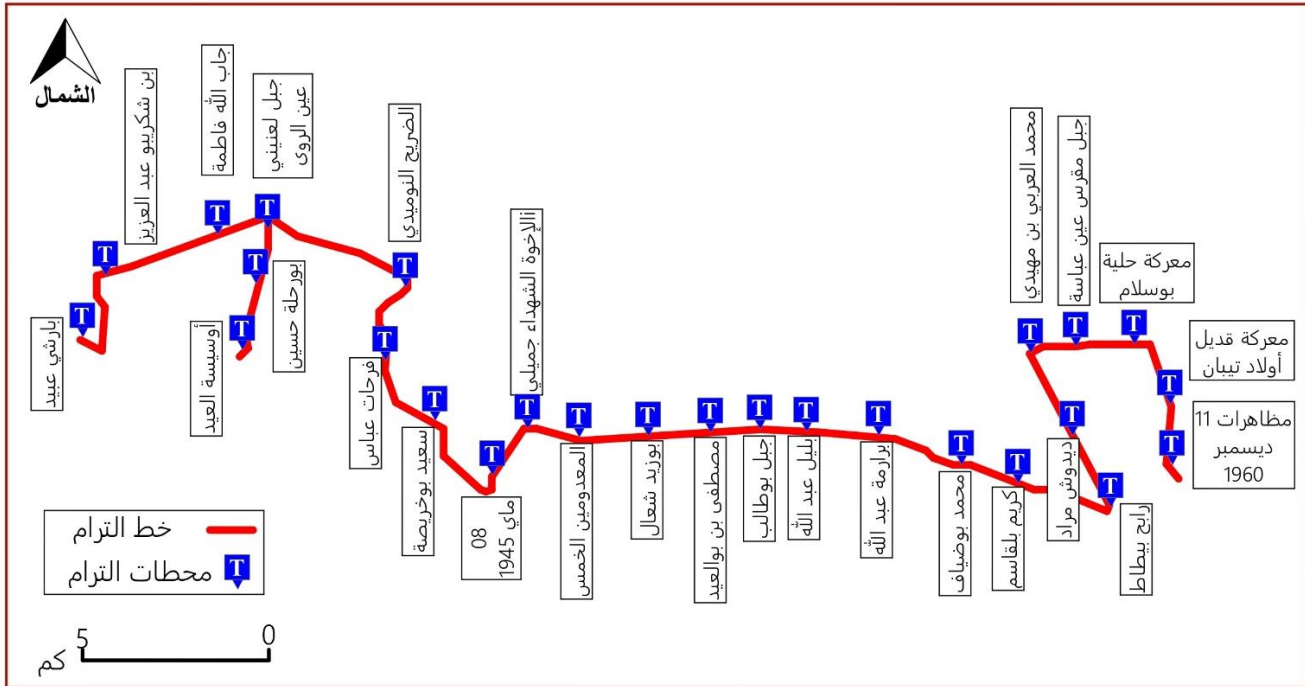 الشمال
بن شكريبو عبد العزيز
جاب الله فاطمة
جبل لعنيني
عين الروى
الضريح النوميدي
الإخوة الشهداء جميلي
محمد العربي بن مهيدي
جبل مقرس عين عباسة
معركة حلية
بوسلام
معركة قديل
أولاد تيبان
مظاهرات 11
ديسمبر
1960
بارشي عبيد
أوسيسة العيد
بورحلة حسين
فرحات عباس
سعيد بوخريصة
08
ماي 1945
المعدومين الخمس
بوزيد شعال
مصطفى بن بوالعيد
جبل بوطالب
بليل عبد الله
برارمة عبد الله
محمد بوضياف
كريم بلقاسم
ديدوش مراد
رابح بيطاط
خط الترام
T محطات الترام
5 0
كم